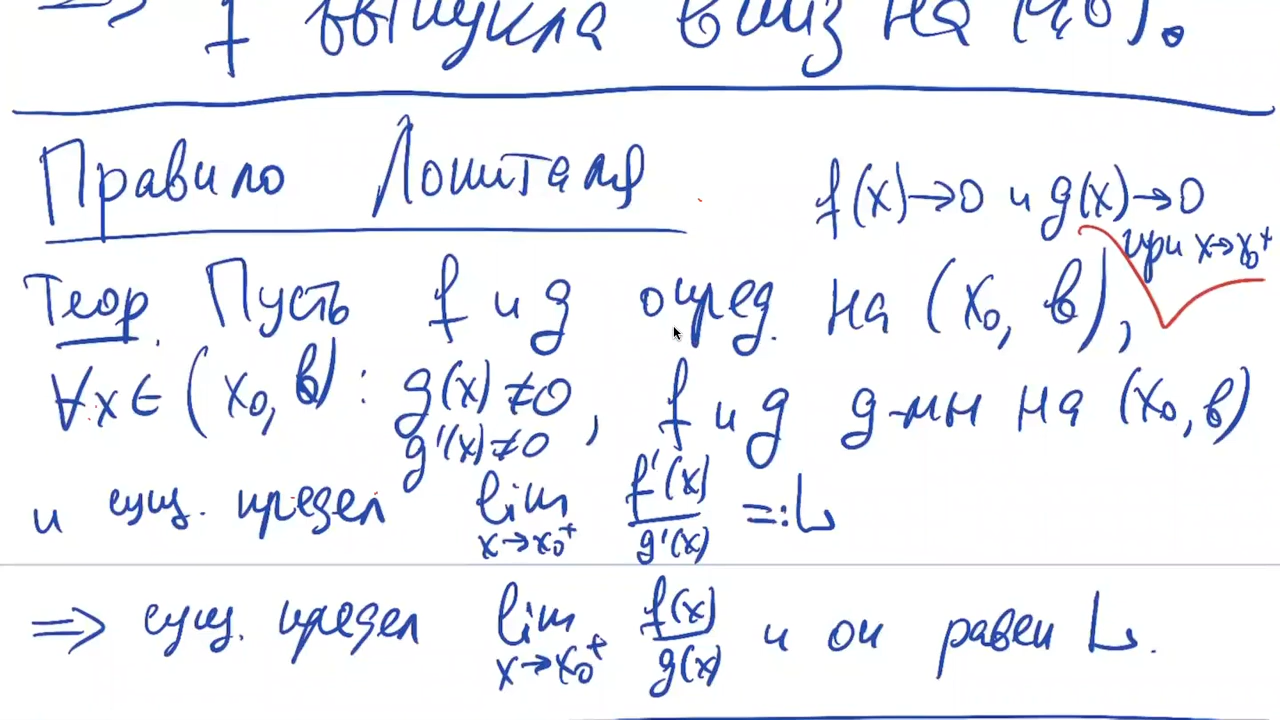 ⇒ f выпукла вниз на (a,b).
Правило Лопиталя
f(x)→0 и g(x)→0
при x→x₀⁺
Теор. Пусть f и g опред. на (x₀, b),
∀x∈(x₀, b): g(x)≠0, f и g д-мы на (x₀, b)
g'(x)≠0
и сущ. предел lim x→x₀⁺ f'(x)/g'(x) =: L
⇒ сущ. предел lim x→x₀⁺ f(x)/g(x) и он равен L.